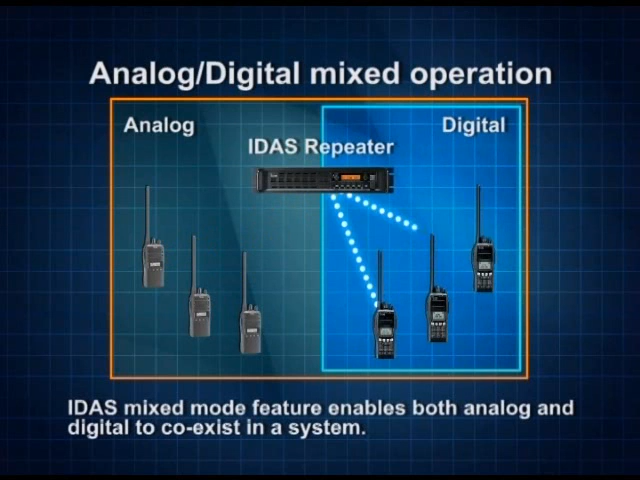 Analog/Digital mixed operation
Analog
Digital
IDAS Repeater
IDAS mixed mode feature enables both analog and
digital to co-exist in a system.